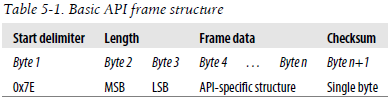 Table 5-1. Basic API frame structure
Start delimiter Length Frame data Checksum
Byte 1 Byte 2 Byte 3 Byte 4 ... Byte n Byte n+1
0x7E MSB LSB API-specific structure Single byte